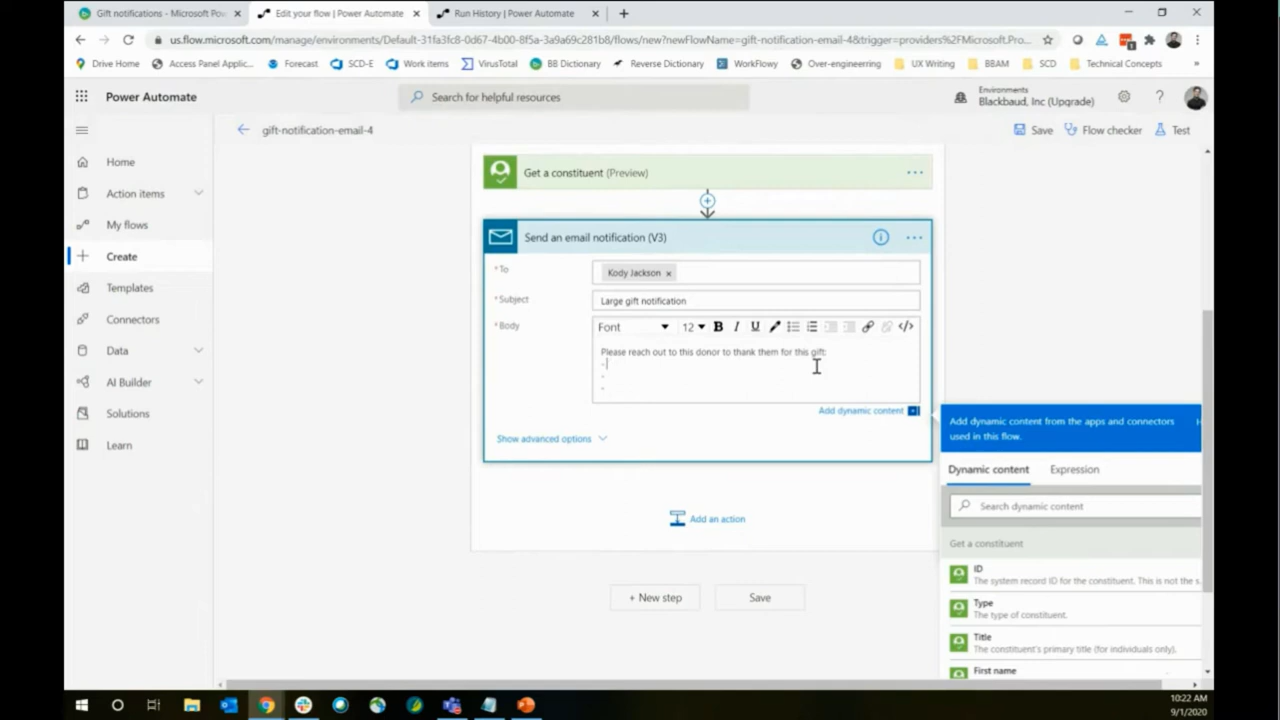 Gift notifications - Microsoft Po
Edit your flow | Power Automate
Run History | Power Automate
us.flow.microsoft.com/manage/environments/Default-31fa3fc8-0d67-4b00-8f5a-3a9a69c281b8/flows/new?newFlowName=gift-notification-email-4&trigger=providers%2FMicrosoft.Pro...
Drive Home
Access Panel Applic...
Forecast
SCD-E
Work items
VirusTotal
BB Dictionary
Reverse Dictionary
WorkFlowy
Over-engineering
UX Writing
BBAM
SCD
Technical Concepts
Power Automate
Search for helpful resources
Environments
Blackbaud, Inc (Upgrade)
gift-notification-email-4
Save
Flow checker
Test
Home
Action items
My flows
Create
Templates
Connectors
Data
AI Builder
Solutions
Learn
Get a constituent (Preview)
Send an email notification (V3)
* To
Kody Jackson ×
* Subject
Large gift notification
* Body
Font
12
B I U
</>
Please reach out to this donor to thank them for this gift:
-
-
-
Add dynamic content
Show advanced options
Add an action
+ New step
Save
Add dynamic content from the apps and connectors
used in this flow.
Dynamic content
Expression
Search dynamic content
Get a constituent
ID
The system record ID for the constituent. This is not the s
Type
The type of constituent.
Title
The constituent's primary title (for individuals only).
First name
10:22 AM
9/1/2020